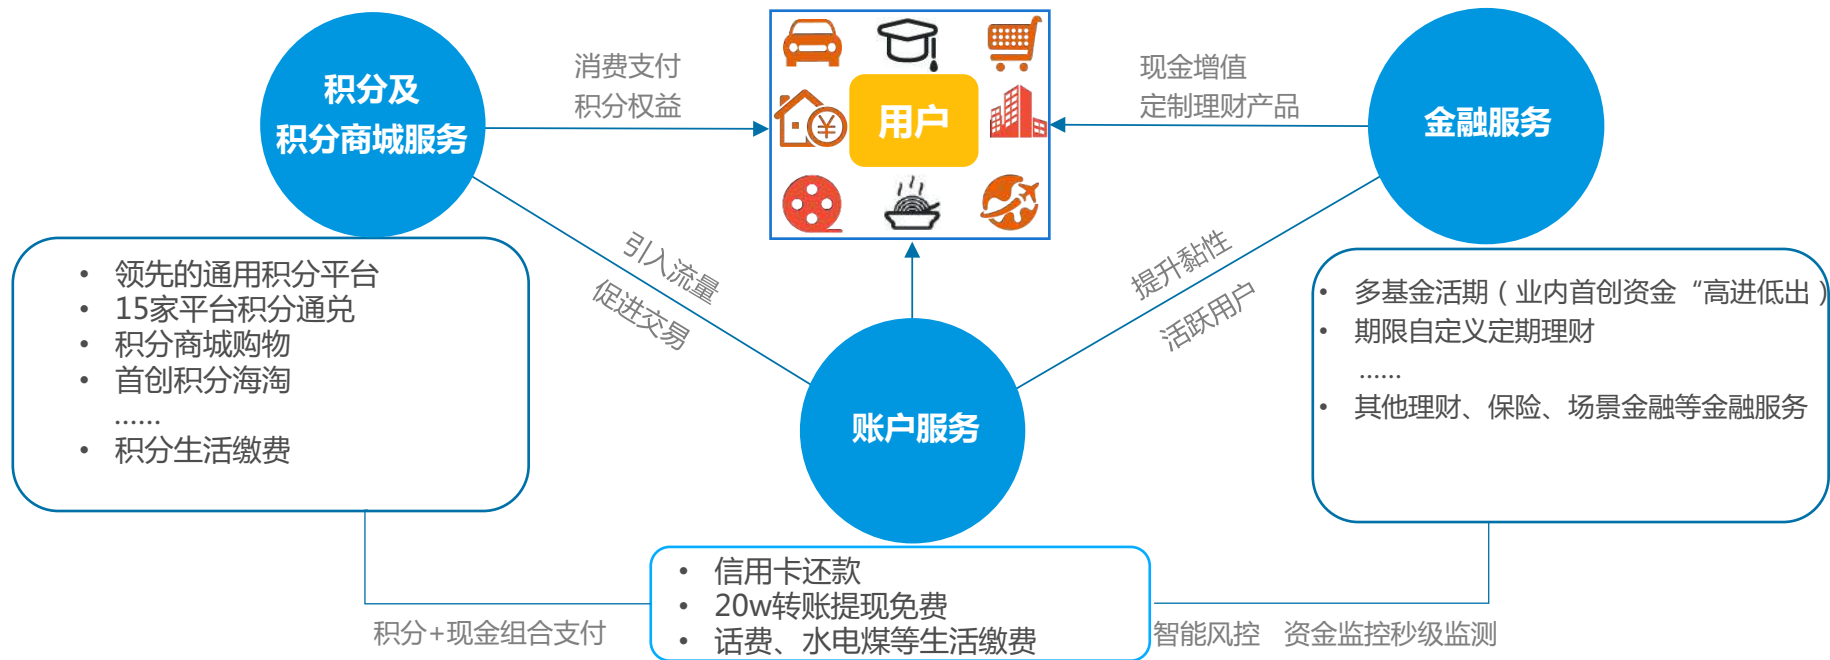 积分及
积分商城服务
消费支付
积分权益
用户
现金增值
定制理财产品
金融服务
引入流量
促进交易
提升黏性
活跃用户
• 领先的通用积分平台
• 15家平台积分通兑
• 积分商城购物
• 首创积分海淘
......
• 积分生活缴费
账户服务
• 多基金活期（业内首创资金“高进低出）
• 期限自定义定期理财
......
• 其他理财、保险、场景金融等金融服务
• 信用卡还款
• 20w转账提现免费
• 话费、水电煤等生活缴费
积分+现金组合支付
智能风控 资金监控秒级监测